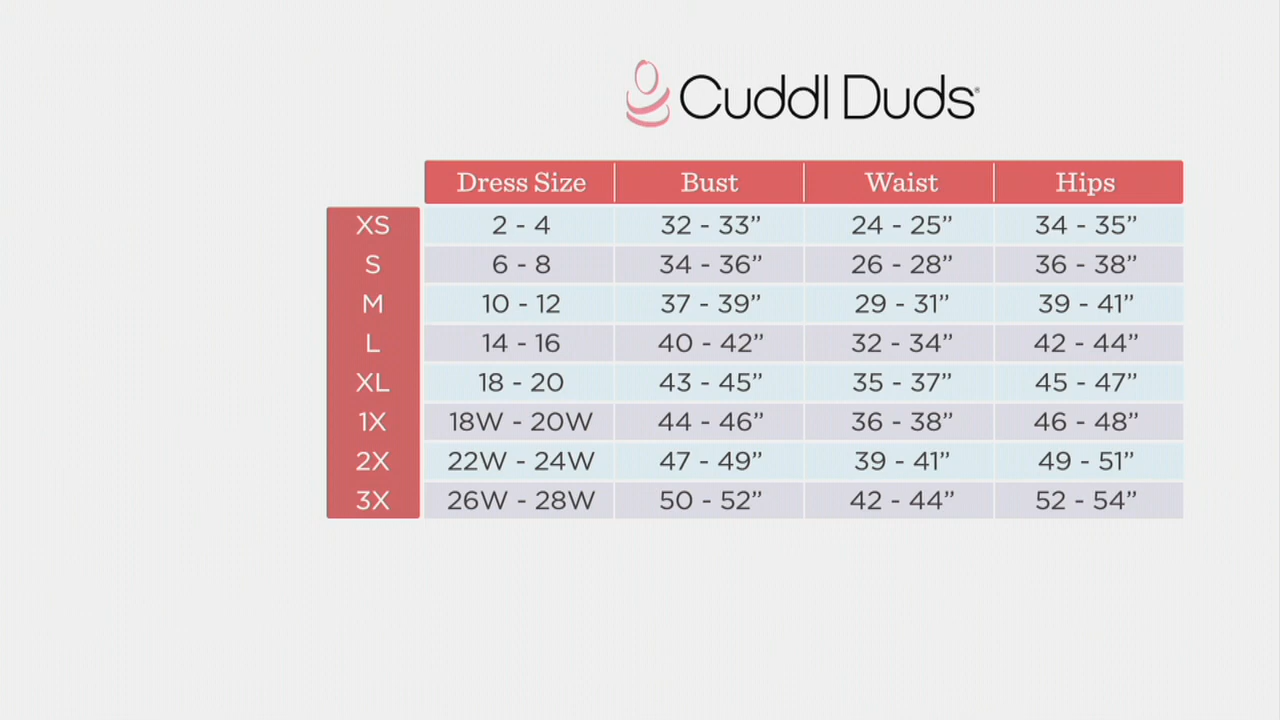 Cuddl Duds®
Dress Size Bust Waist Hips
XS 2 - 4 32 - 33” 24 - 25” 34 - 35”
S 6 - 8 34 - 36” 26 - 28” 36 - 38”
M 10 - 12 37 - 39” 29 - 31” 39 - 41”
L 14 - 16 40 - 42” 32 - 34” 42 - 44”
XL 18 - 20 43 - 45” 35 - 37” 45 - 47”
1X 18W - 20W 44 - 46” 36 - 38” 46 - 48”
2X 22W - 24W 47 - 49” 39 - 41” 49 - 51”
3X 26W - 28W 50 - 52” 42 - 44” 52 - 54”